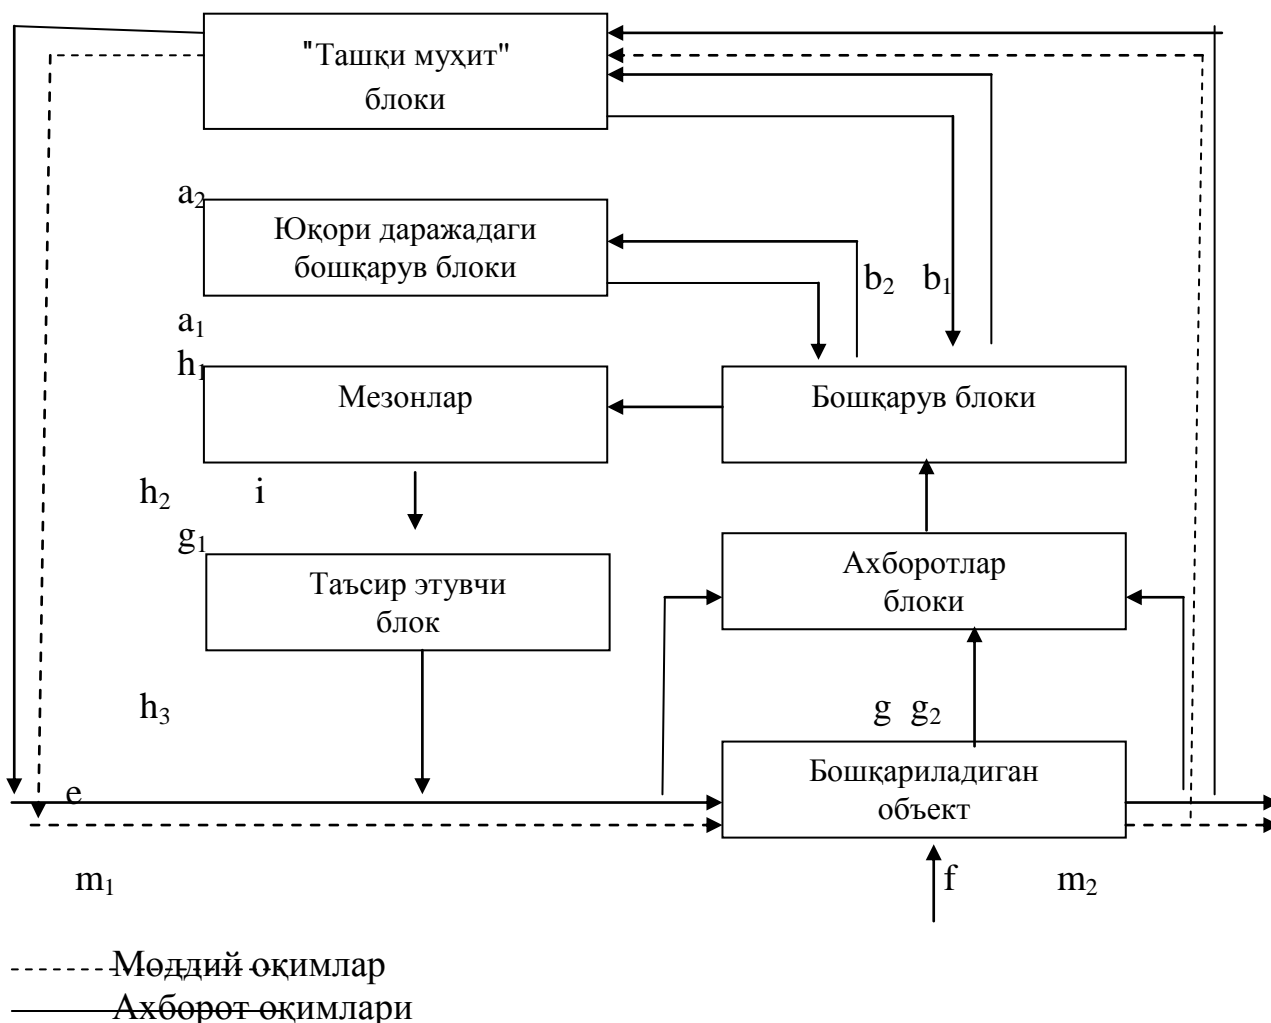 "Ташқи муҳит"
блоки
a₂
Юқори даражадаги
бошқарув блоки
b₂ b₁
a₁
h₁
Мезонлар
Бошқарув блоки
h₂ i
g₁
Ахборотлар
блоки
Таъсир этувчи
блок
h₃
g g₂
Бошқариладиган
объект
e
m₁
f
m₂
Моддий оқимлар
Ахборот оқимлари